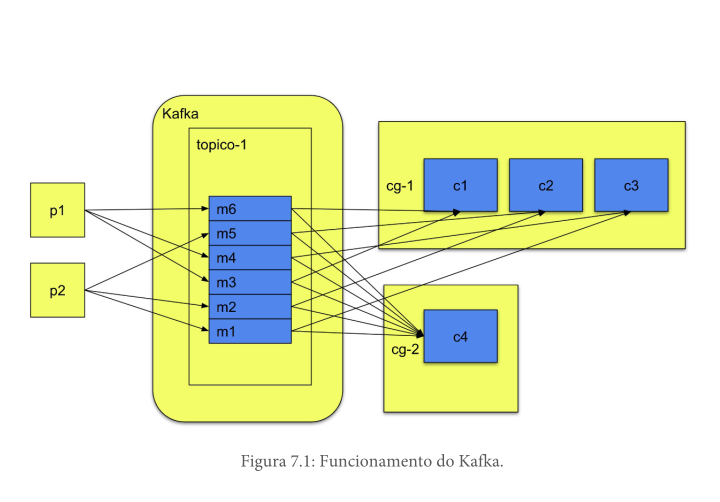 Kafka
topico-1
p1
p2
m6
m5
m4
m3
m2
m1
cg-1
c1
c2
c3
cg-2
c4
Figura 7.1: Funcionamento do Kafka.